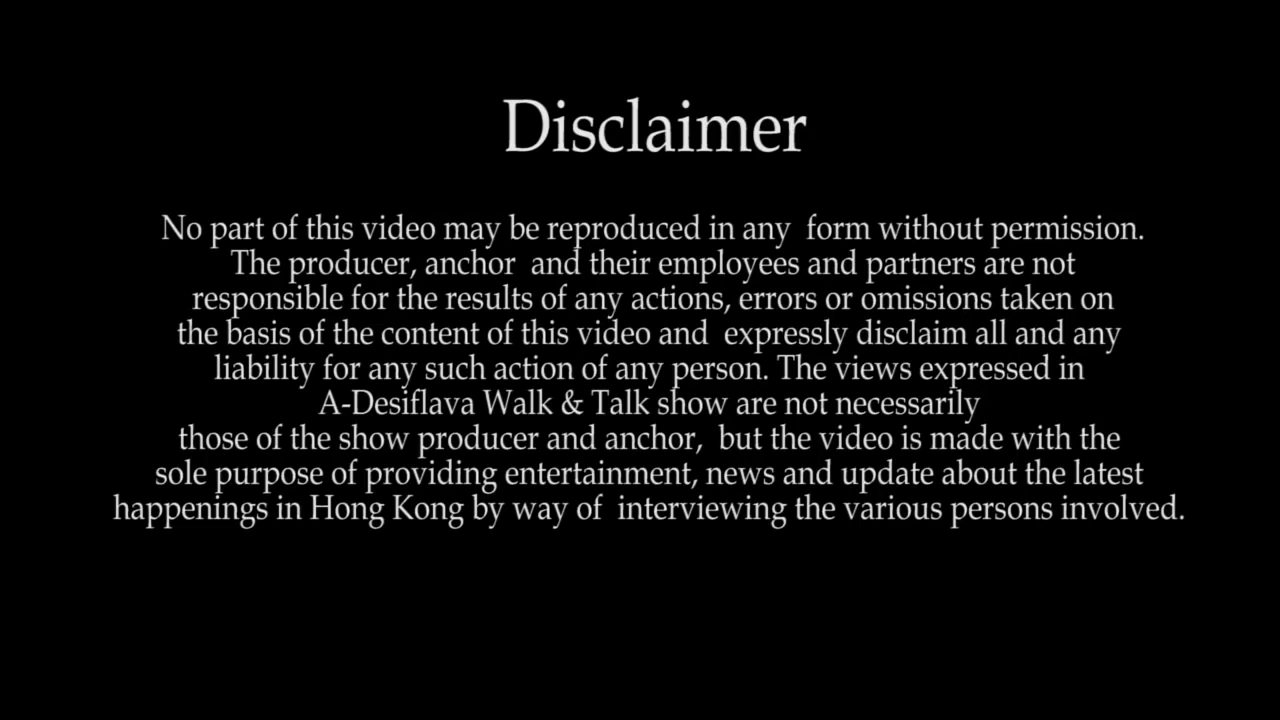 Disclaimer
No part of this video may be reproduced in any form without permission.
The producer, anchor and their employees and partners are not
responsible for the results of any actions, errors or omissions taken on
the basis of the content of this video and expressly disclaim all and any
liability for any such action of any person. The views expressed in
A-Desiflava Walk & Talk show are not necessarily
those of the show producer and anchor, but the video is made with the
sole purpose of providing entertainment, news and update about the latest
happenings in Hong Kong by way of interviewing the various persons involved.